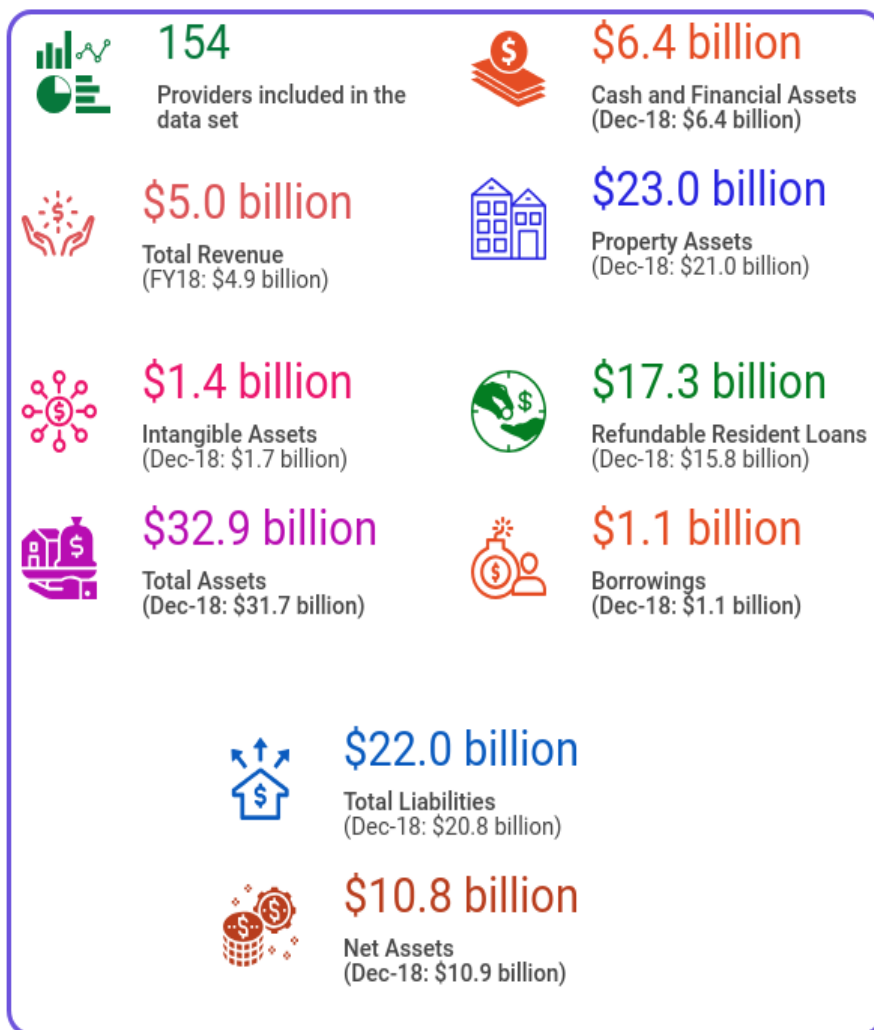 154
Providers included in the
data set
$6.4 billion
Cash and Financial Assets
(Dec-18: $6.4 billion)
$5.0 billion
Total Revenue
(FY18: $4.9 billion)
$23.0 billion
Property Assets
(Dec-18: $21.0 billion)
$1.4 billion
Intangible Assets
(Dec-18: $1.7 billion)
$17.3 billion
Refundable Resident Loans
(Dec-18: $15.8 billion)
$32.9 billion
Total Assets
(Dec-18: $31.7 billion)
$1.1 billion
Borrowings
(Dec-18: $1.1 billion)
$22.0 billion
Total Liabilities
(Dec-18: $20.8 billion)
$10.8 billion
Net Assets
(Dec-18: $10.9 billion)